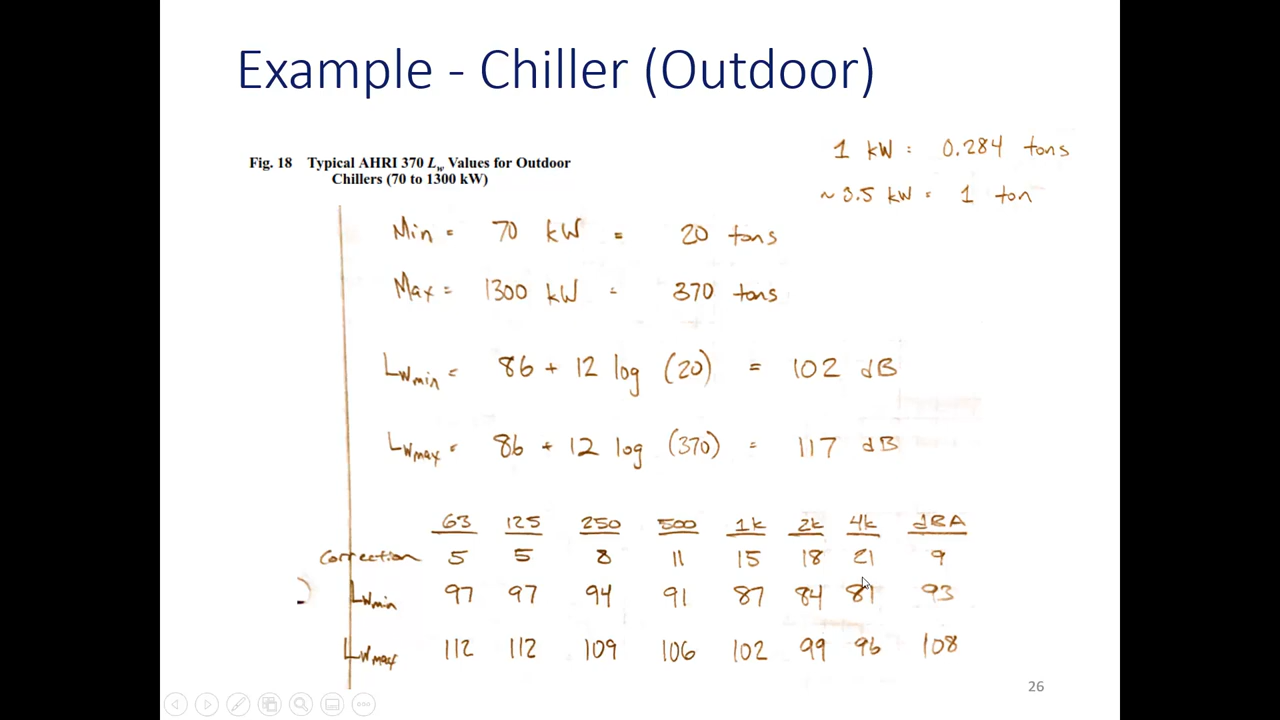 Example - Chiller (Outdoor)
1 kW = 0.284 tons
~ 3.5 kW = 1 ton
Fig. 18 Typical AHRI 370 Lw Values for Outdoor
Chillers (70 to 1300 kW)
Min = 70 kW = 20 tons
Max = 1300 kW = 370 tons
Lwmin = 86 + 12 log (20) = 102 dB
Lwmax = 86 + 12 log (370) = 117 dB
63 125 250 500 1k 2k 4k dBA
Correction 5 5 8 11 15 18 21 9
Lwmin 97 97 94 91 87 84 81 93
Lwmax 112 112 109 106 102 99 96 108
26